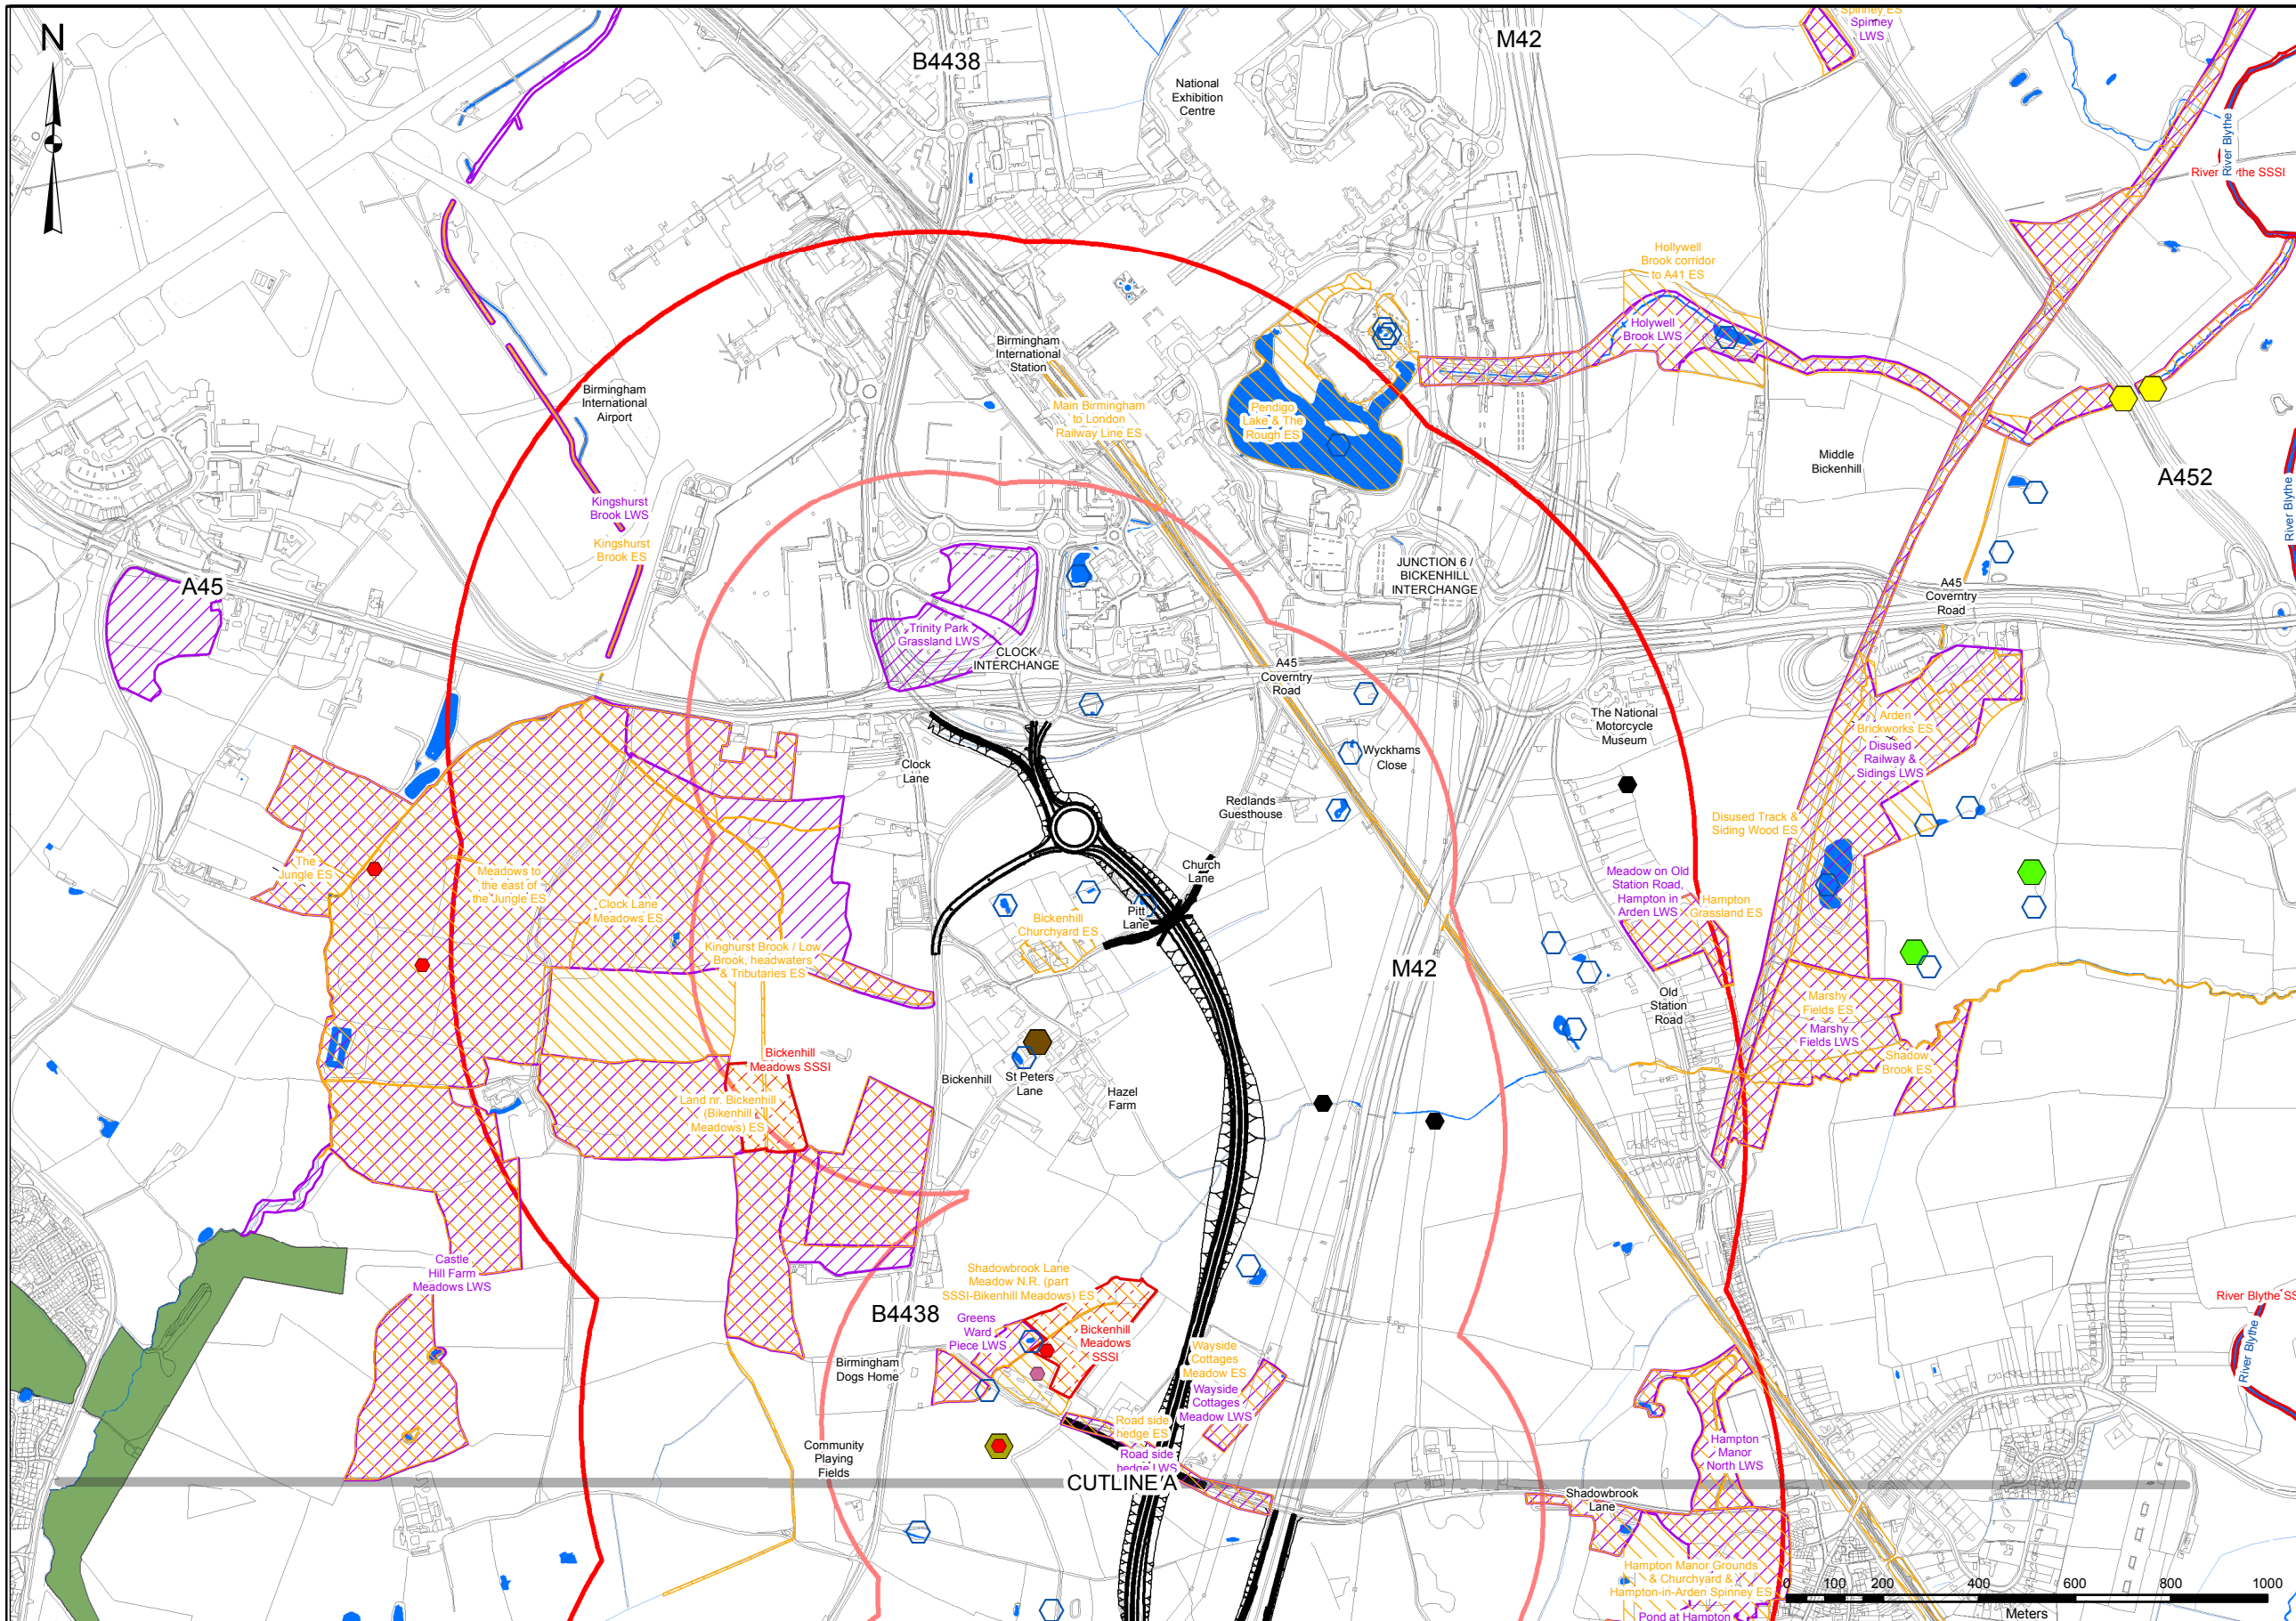 N
B4438
M42
Spinney ES
Spinney
LWS
National
Exhibition
Centre
River Blythe
River Blythe SSSI
Hollywell
Brook corridor
to A41 ES
Holywell
Brook LWS
Birmingham
International
Station
Birmingham
International
Airport
Main Birmingham
to London
Railway Line ES
Pendigo
Lake & The
Rough ES
Middle
Bickenhill
A452
River Blythe
Kingshurst
Brook LWS
Kingshurst
Brook ES
A45
JUNCTION 6 /
BICKENHILL
INTERCHANGE
A45
Coverntry
Road
Trinity Park
Grassland LWS
CLOCK
INTERCHANGE
A45
Coverntry
Road
The National
Motorcycle
Museum
Arden
Brickworks ES
Disused
Railway &
Sidings LWS
Clock
Lane
Wyckhams
Close
Redlands
Guesthouse
Disused Track &
Siding Wood ES
The
Jungle ES
Meadows to
the east of
the Jungle ES
Clock Lane
Meadows ES
Church
Lane
Pitt
Lane
Bickenhill
Churchyard ES
Meadow on Old
Station Road,
Hampton in
Arden LWS
Hampton
Grassland ES
Kinghurst Brook / Low
Brook, headwaters
& Tributaries ES
M42
Old
Station
Road
Marshy
Fields ES
Marshy
Fields LWS
Shadow
Brook ES
Bickenhill
Meadows SSSI
Land nr. Bickenhill
(Bikenhill
Meadows) ES
Bickenhill
St Peters
Lane
Hazel
Farm
Castle
Hill Farm
Meadows LWS
Shadowbrook Lane
Meadow N.R. (part
SSSI-Bikenhill Meadows) ES
B4438
Greens
Ward
Piece LWS
Bickenhill
Meadows
SSSI
River Blythe SS
River Blythe
Birmingham
Dogs Home
Wayside
Cottages
Meadow ES
Wayside
Cottages
Meadow LWS
Road side
hedge ES
Road side
hedge LWS
Community
Playing
Fields
Hampton
Manor
North LWS
CUTLINE A
Shadowbrook
Lane
Hampton Manor Grounds
& Churchyard &
Hampton-in-Arden Spinney ES
Pond at Hampton
0 100 200 400 600 800 1000
Meters